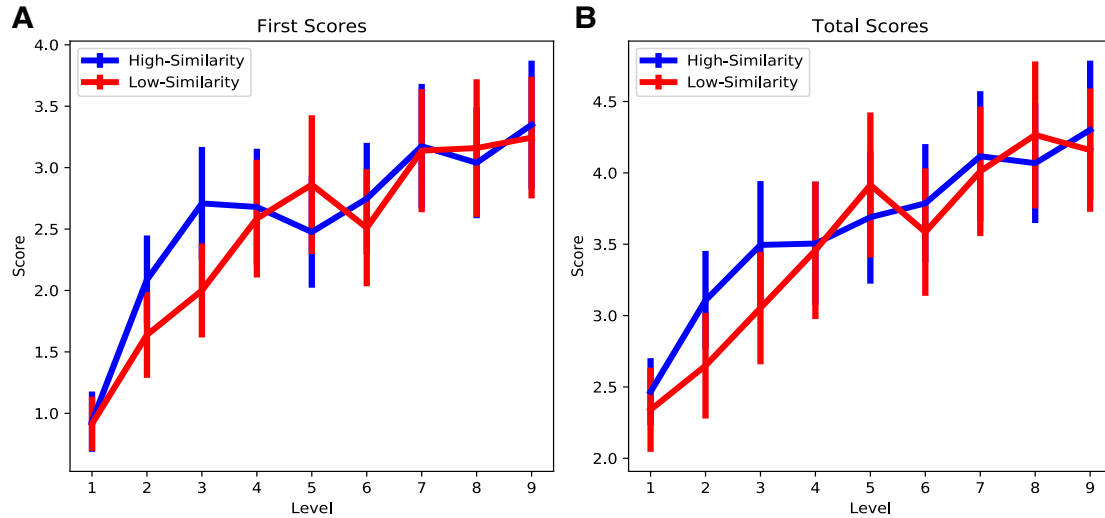 A
First Scores
High-Similarity
Low-Similarity
4.0
3.5
3.0
2.5
2.0
1.5
1.0
Score
1 2 3 4 5 6 7 8 9
Level
B
Total Scores
High-Similarity
Low-Similarity
4.5
4.0
3.5
3.0
2.5
2.0
Score
1 2 3 4 5 6 7 8 9
Level